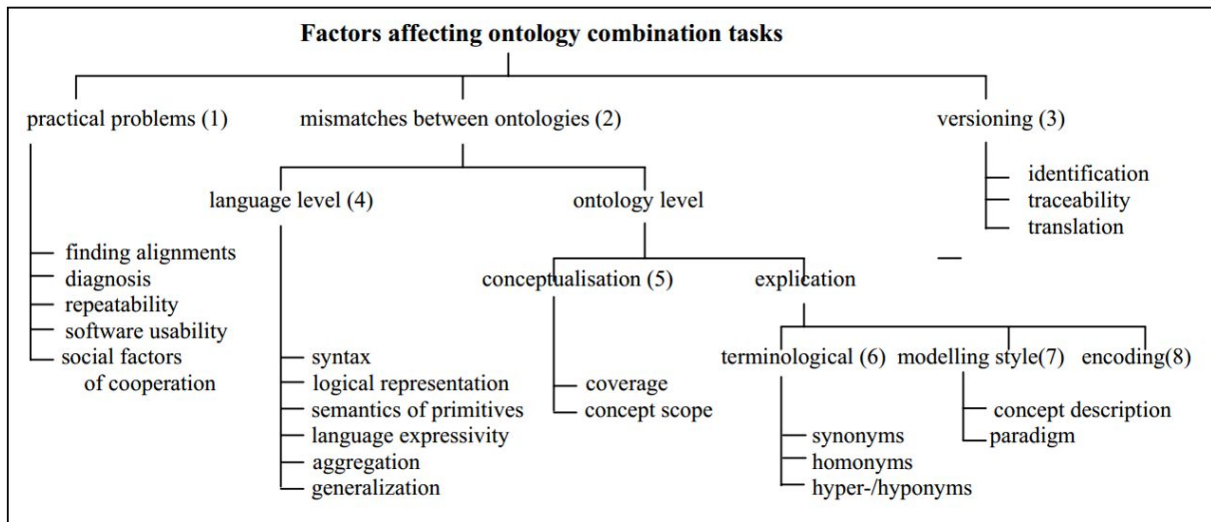 Factors affecting ontology combination tasks
practical problems (1)
mismatches between ontologies (2)
versioning (3)
identification
traceability
translation
language level (4)
ontology level
finding alignments
diagnosis
repeatability
software usability
social factors
of cooperation
conceptualisation (5)
explication
syntax
logical representation
semantics of primitives
language expressivity
aggregation
generalization
coverage
concept scope
terminological (6)
modelling style(7)
encoding(8)
synonyms
homonyms
hyper-/hyponyms
concept description
paradigm